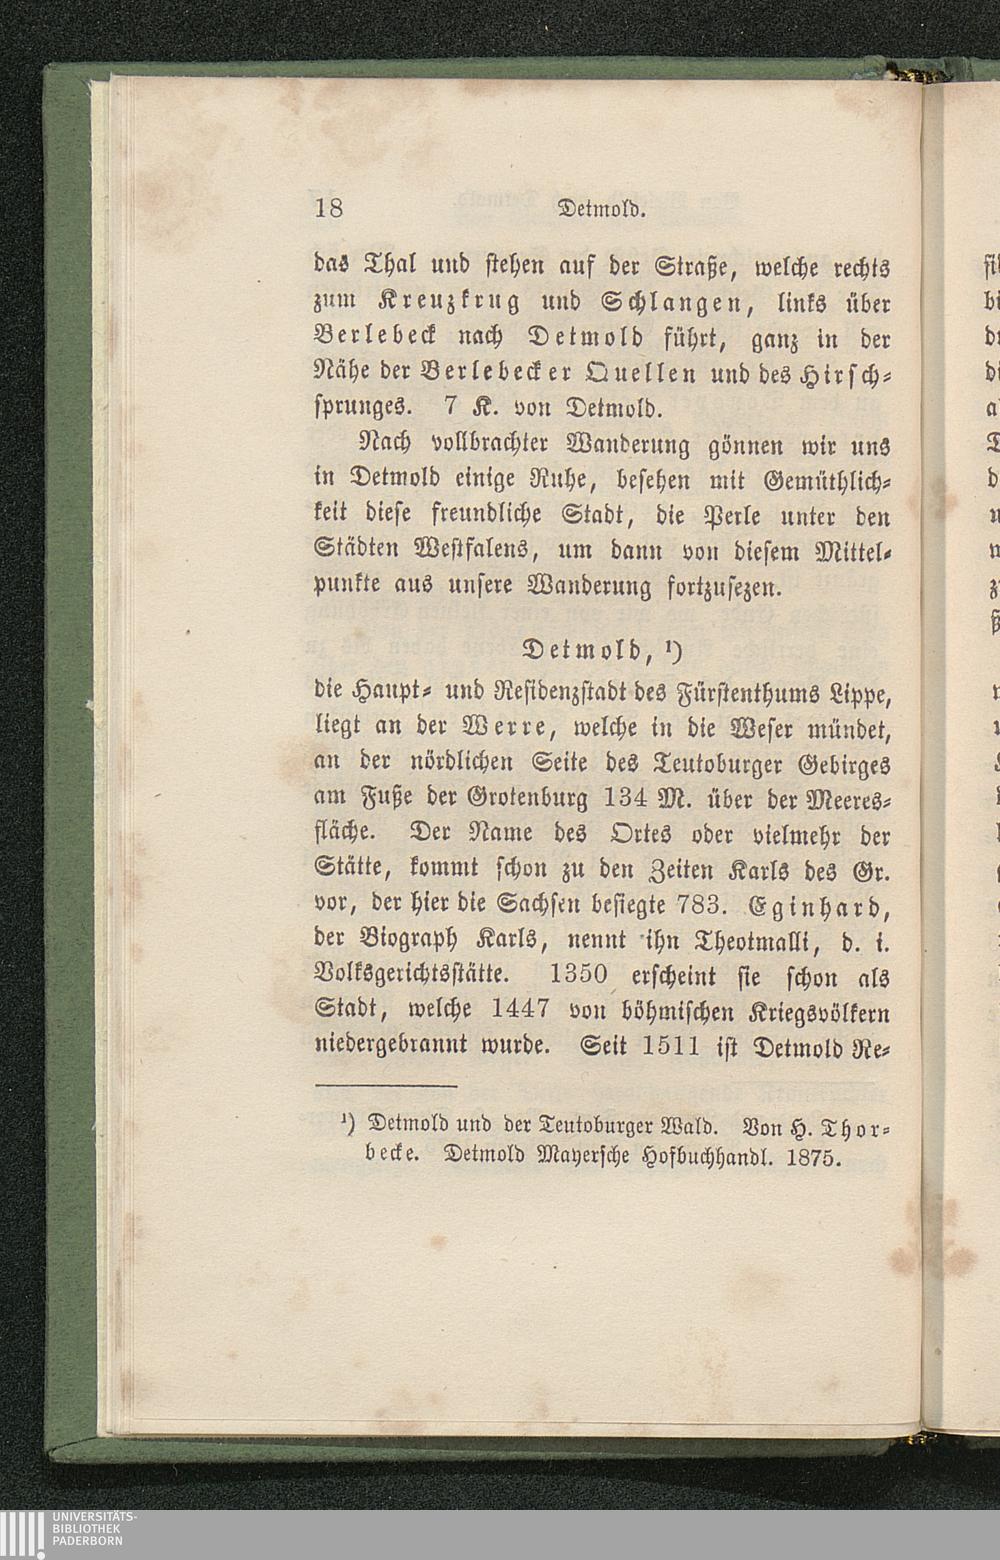 18 Detmold.
das Thal und stehen auf der Straße, welche rechts
zum Kreuzkrug und Schlangen, links über
Berlebeck nach Detmold führt, ganz in der
Nähe der Berlebecker Quellen und des Hirsch-
sprunges. 7 K. von Detmold.
Nach vollbrachter Wanderung gönnen wir uns
in Detmold einige Ruhe, besehen mit Gemüthlich-
keit diese freundliche Stadt, die Perle unter den
Städten Westfalens, um dann von diesem Mittel-
punkte aus unsere Wanderung fortzusezen.
Detmold, ¹)
die Haupt- und Residenzstadt des Fürstenthums Lippe,
liegt an der Werre, welche in die Weser mündet,
an der nördlichen Seite des Teutoburger Gebirges
am Fuße der Grotenburg 134 M. über der Meeres-
fläche. Der Name des Ortes oder vielmehr der
Stätte, kommt schon zu den Zeiten Karls des Gr.
vor, der hier die Sachsen besiegte 783. Eginhard,
der Biograph Karls, nennt ihn Theotmalli, d. i.
Volksgerichtsstätte. 1350 erscheint sie schon als
Stadt, welche 1447 von böhmischen Kriegsvölkern
niedergebrannt wurde. Seit 1511 ist Detmold Re-
¹) Detmold und der Teutoburger Wald. Von H. Thor-
becke. Detmold Mayersche Hofbuchhandl. 1875.
UNIVERSITÄTS-
BIBLIOTHEK
PADERBORN